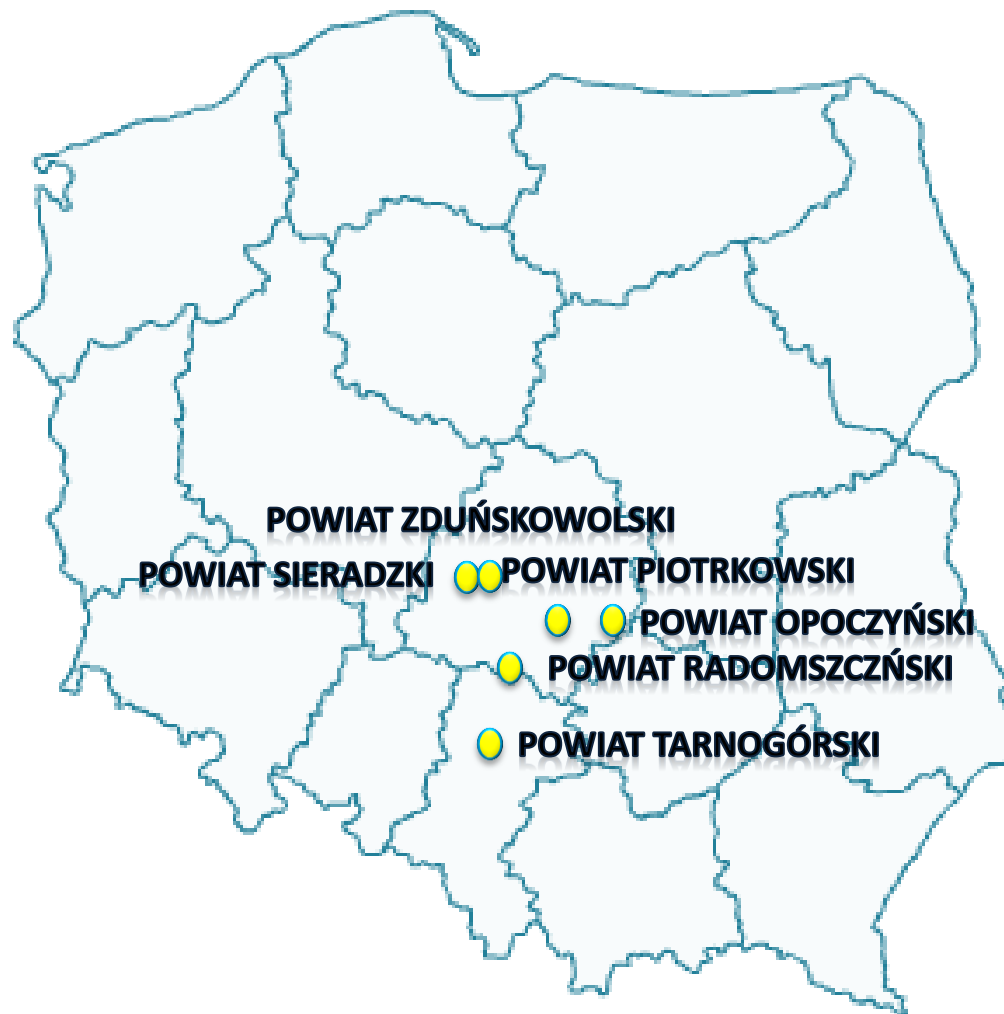 POWIAT ZDUŃSKOWOLSKI
POWIAT SIERADZKI
POWIAT PIOTRKOWSKI
POWIAT OPOCZYŃSKI
POWIAT RADOMSZCZŃSKI
POWIAT TARNOGÓRSKI